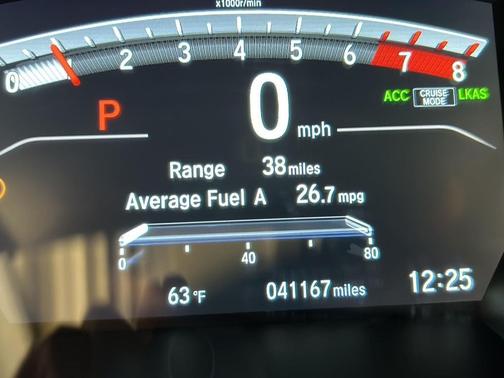 x1000r/min
0 1 2 3 4 5 6 7 8
P
0 mph
ACC CRUISE MODE LKAS
Range 38 miles
Average Fuel A 26.7 mpg
0 40 80
63 °F 041167 miles 12:25